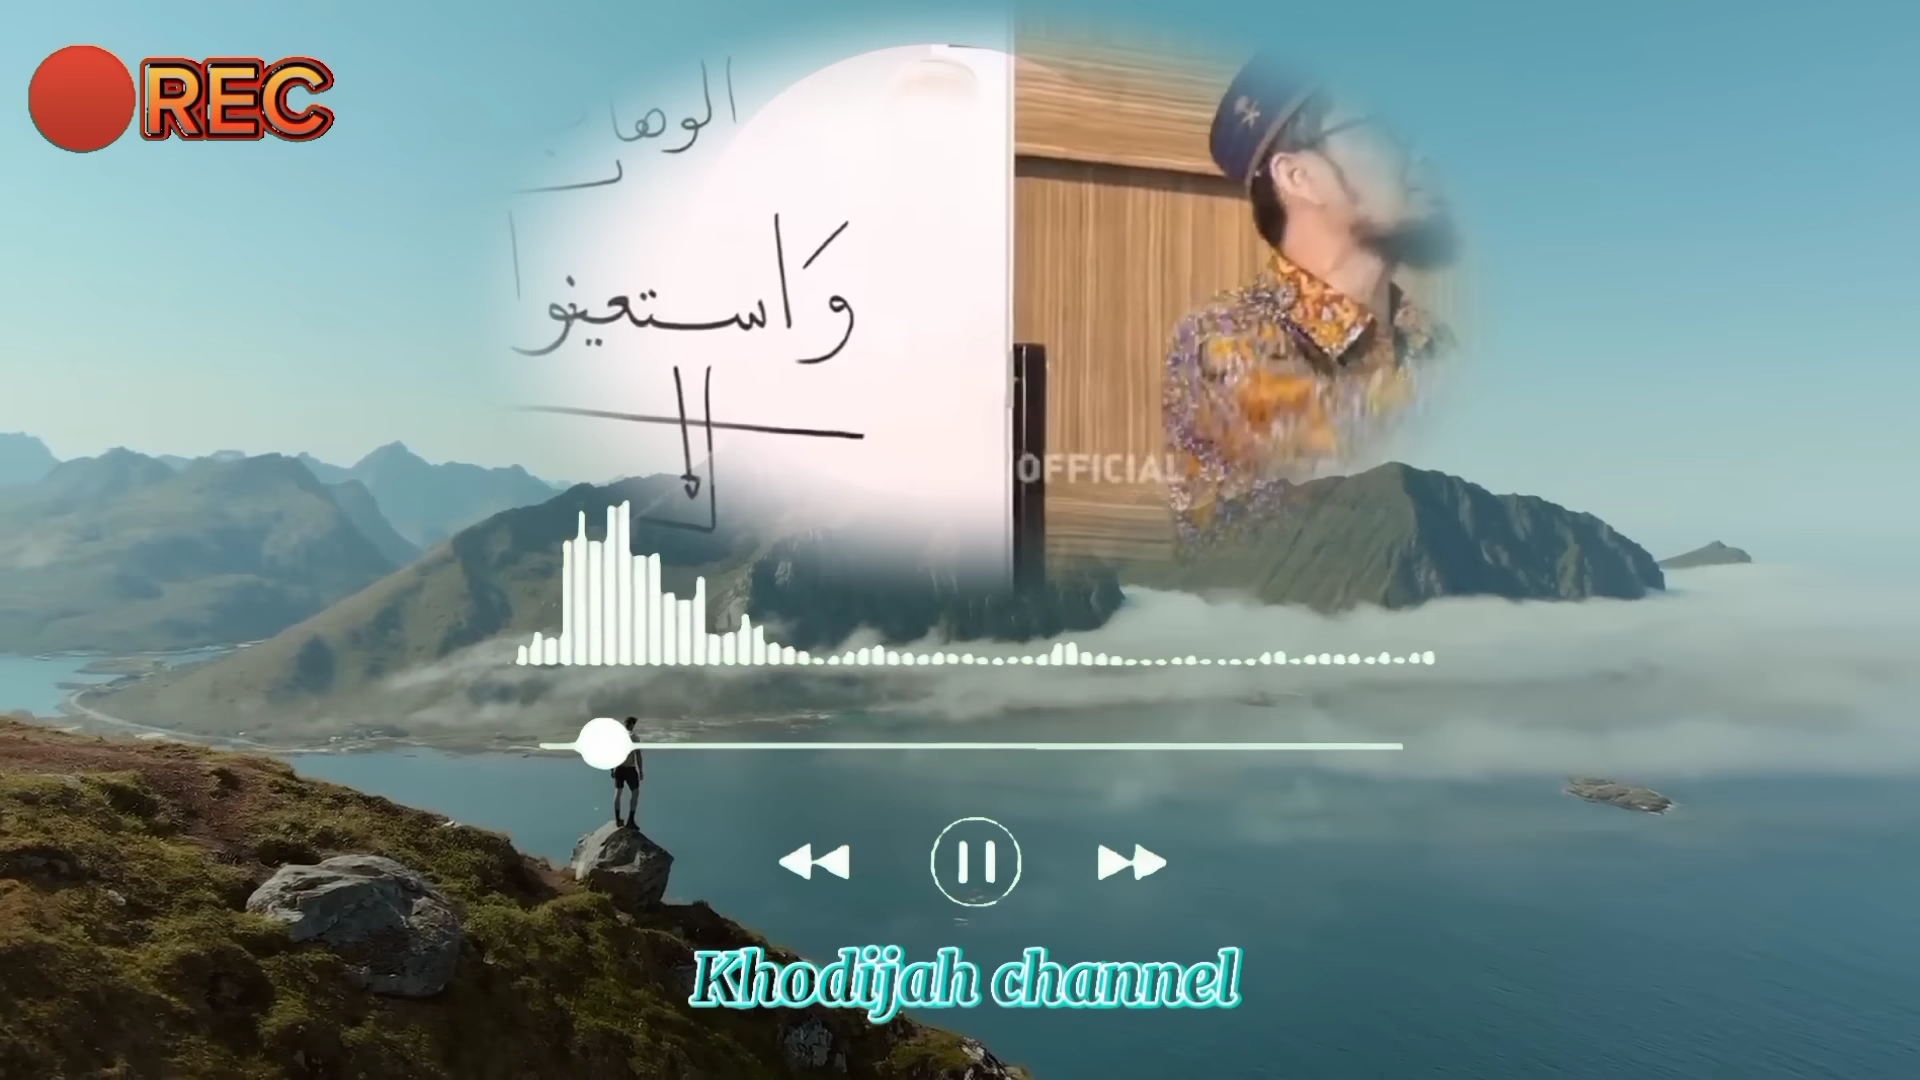 REC
الوها
وَاستعينوا
OFFICIAL
Khodijah channel